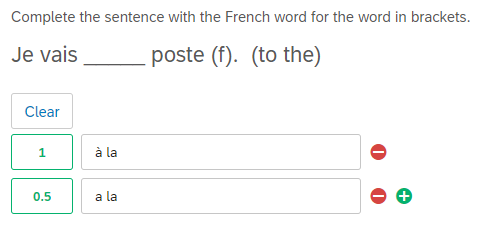 Complete the sentence with the French word for the word in brackets.
Je vais ______ poste (f). (to the)
Clear
1 à la
0.5 a la